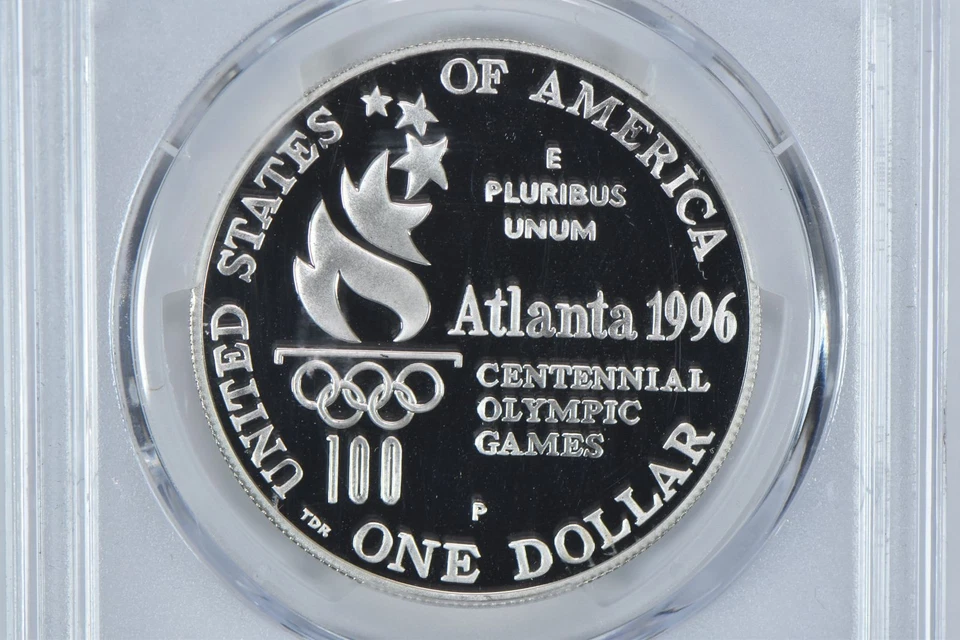 UNITED STATES OF AMERICA
E
PLURIBUS
UNUM
Atlanta 1996
CENTENNIAL
OLYMPIC
GAMES
100
P
TDR
ONE DOLLAR